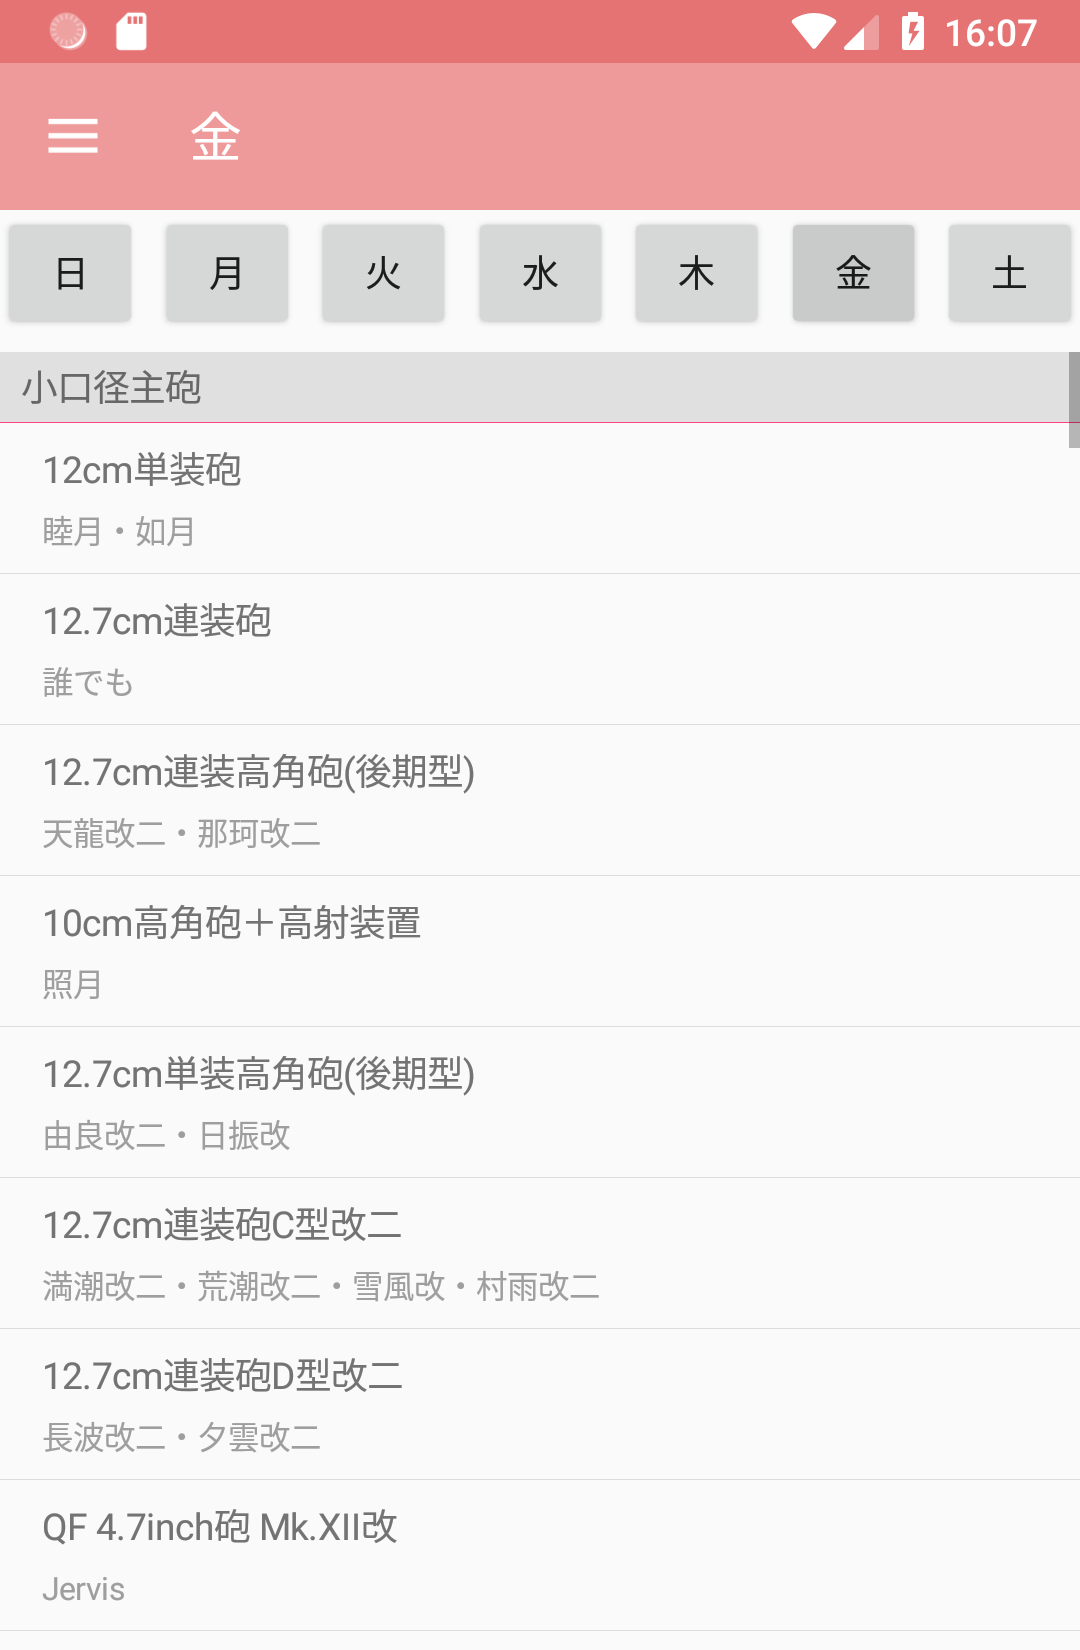 16:07
金
日 月 火 水 木 金 土
小口径主砲
12cm単装砲
睦月・如月
12.7cm連装砲
誰でも
12.7cm連装高角砲(後期型)
天龍改二・那珂改二
10cm高角砲＋高射装置
照月
12.7cm単装高角砲(後期型)
由良改二・日振改
12.7cm連装砲C型改二
満潮改二・荒潮改二・雪風改・村雨改二
12.7cm連装砲D型改二
長波改二・夕雲改二
QF 4.7inch砲 Mk.XII改
Jervis